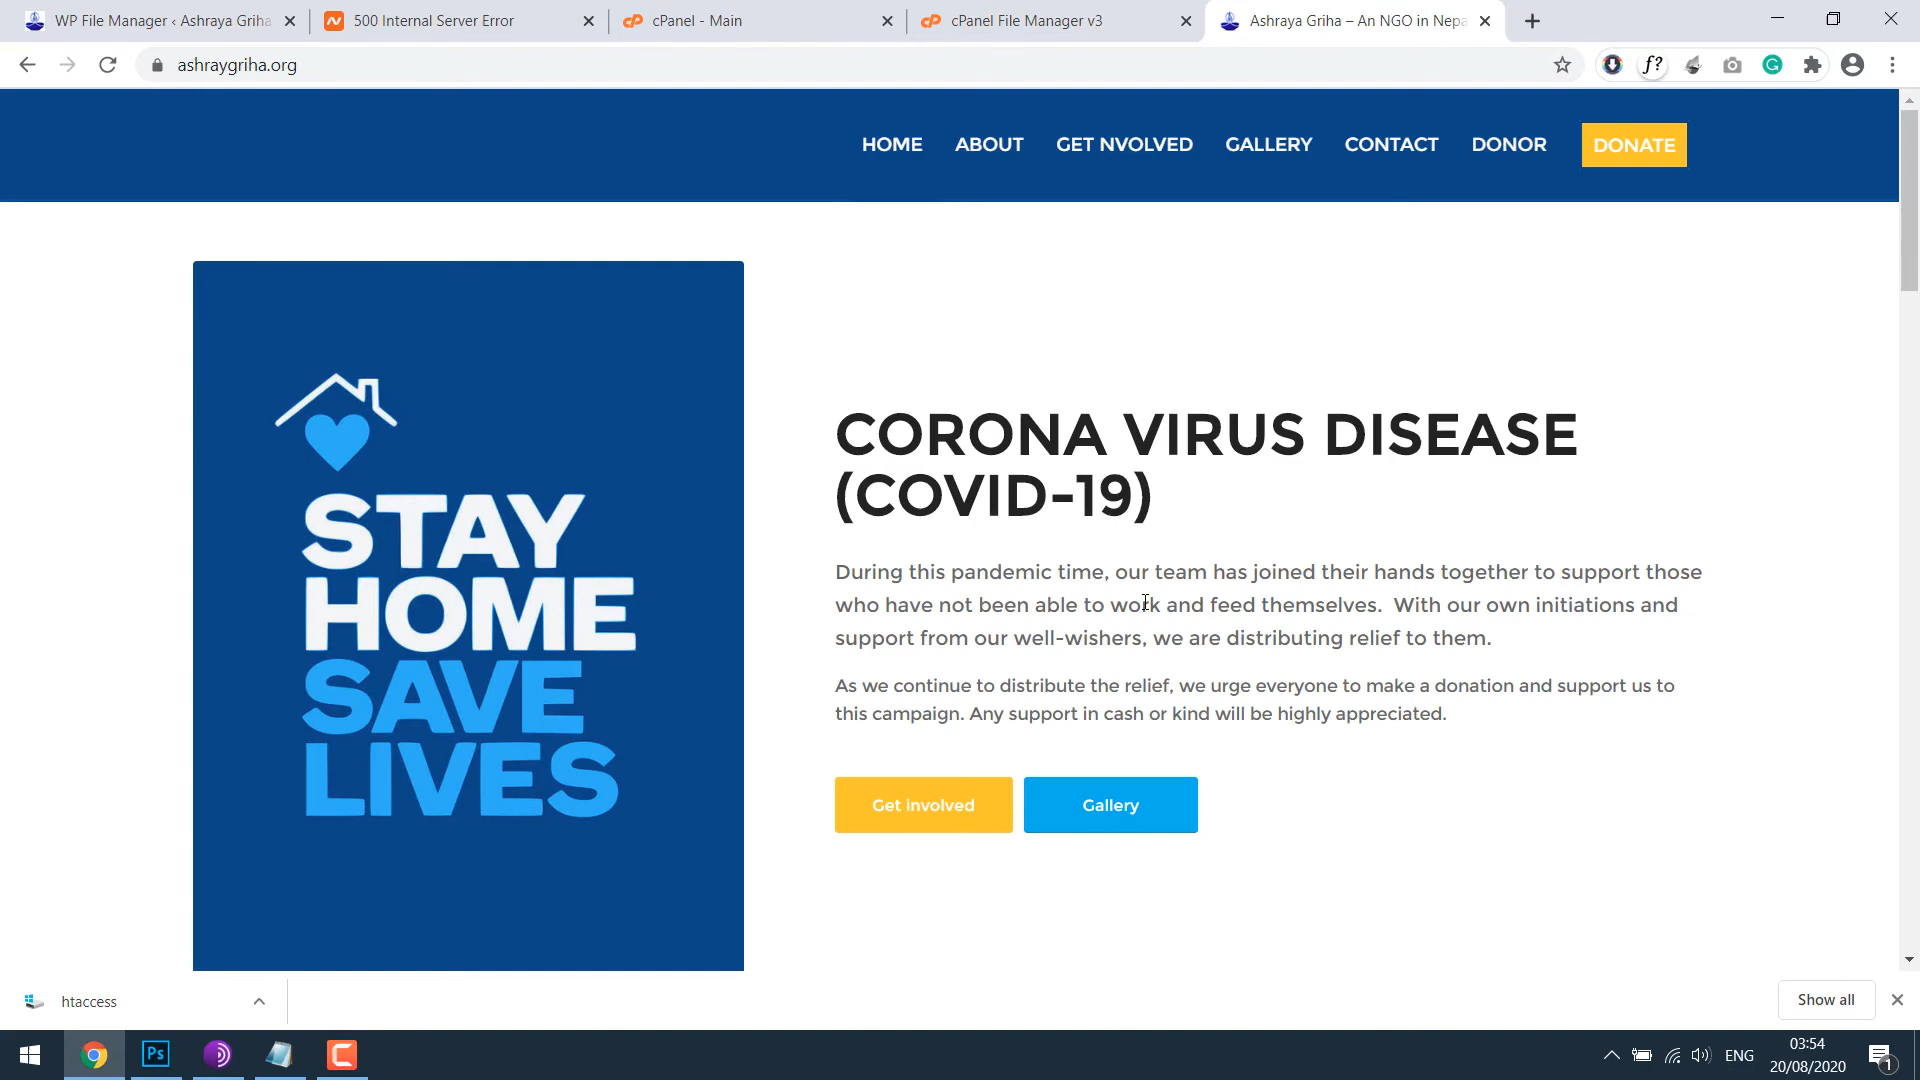 WP File Manager ‹ Ashraya Griha
500 Internal Server Error
cPanel - Main
cPanel File Manager v3
Ashraya Griha – An NGO in Nepa
ashraygriha.org
f?
HOME
ABOUT
GET NVOLVED
GALLERY
CONTACT
DONOR
DONATE
STAY
HOME
SAVE
LIVES
CORONA VIRUS DISEASE
(COVID-19)
During this pandemic time, our team has joined their hands together to support those
who have not been able to work and feed themselves.  With our own initiations and
support from our well-wishers, we are distributing relief to them.
As we continue to distribute the relief, we urge everyone to make a donation and support us to
this campaign. Any support in cash or kind will be highly appreciated.
Get involved
Gallery
htaccess
Show all
Ps
ENG
03:54
20/08/2020
1